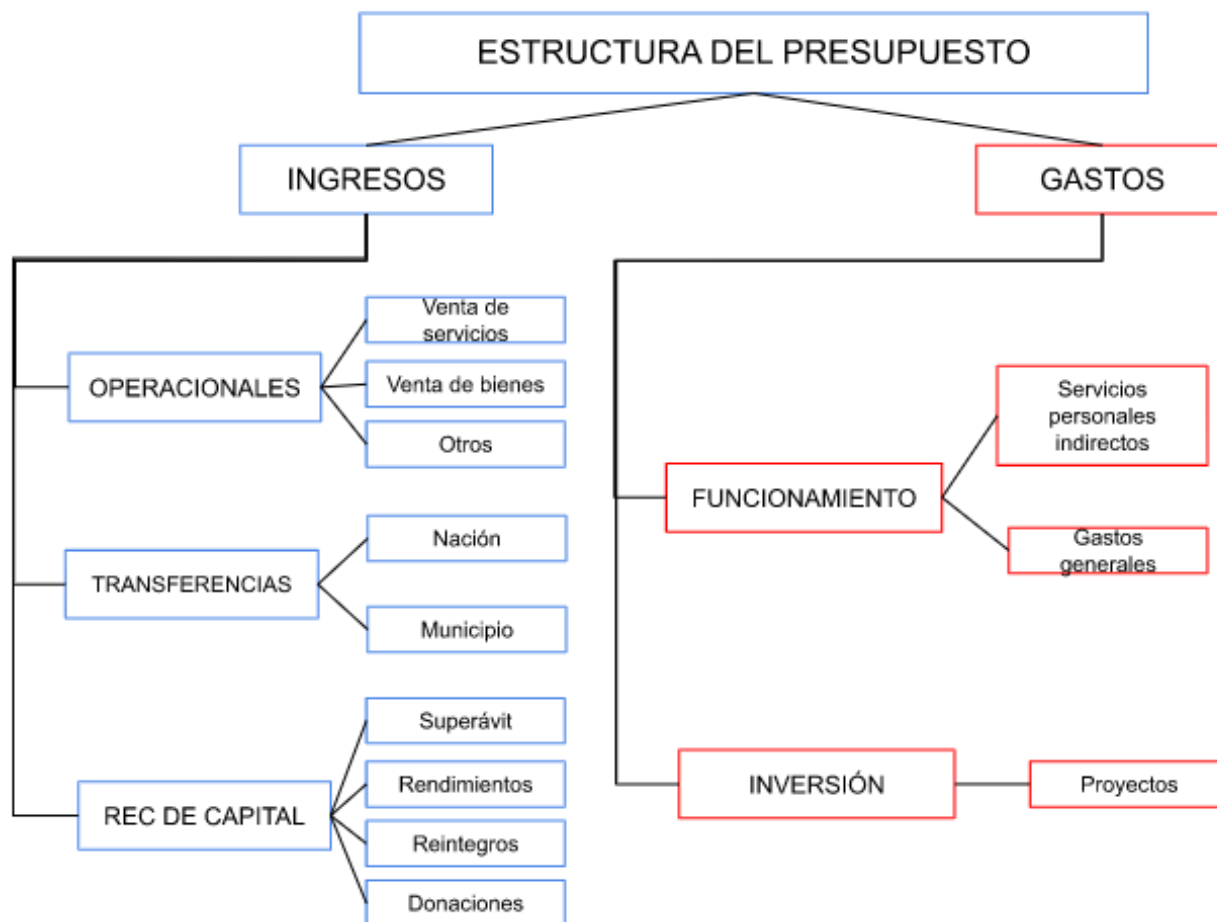 ESTRUCTURA DEL PRESUPUESTO
INGRESOS
GASTOS
OPERACIONALES
Venta de
servicios
Venta de bienes
Otros
TRANSFERENCIAS
Nación
Municipio
REC DE CAPITAL
Superávit
Rendimientos
Reintegros
Donaciones
FUNCIONAMIENTO
Servicios
personales
indirectos
Gastos
generales
INVERSIÓN
Proyectos